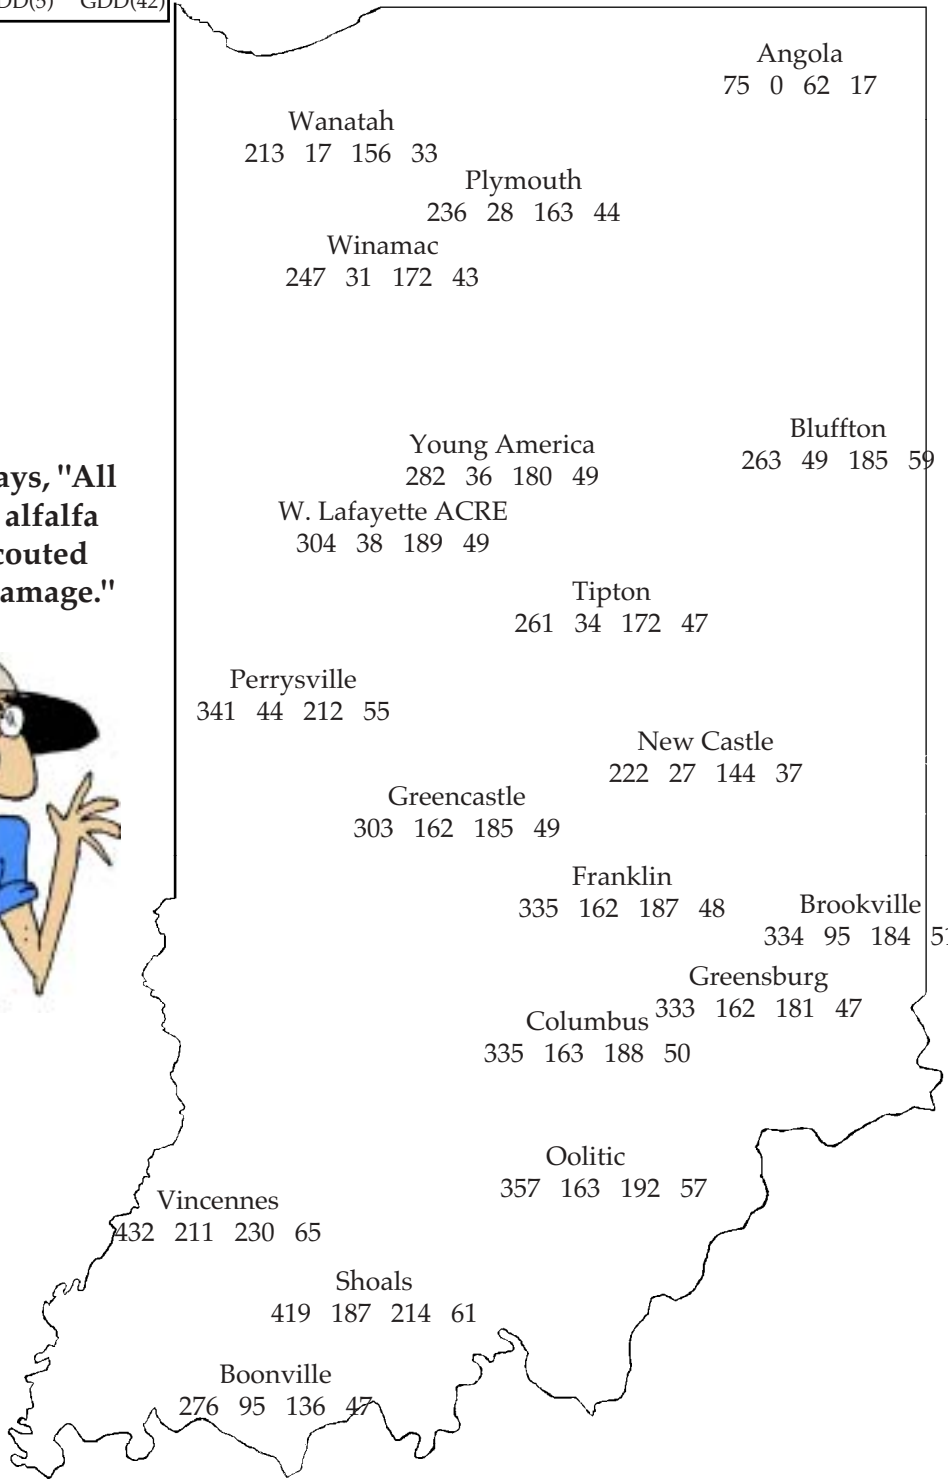 GDD(42)
Angola
75 0 62 17
Wanatah
213 17 156 33
Plymouth
236 28 163 44
Winamac
247 31 172 43
Bluffton
263 49 185 59
Young America
282 36 180 49
W. Lafayette ACRE
304 38 189 49
"All
alfalfa
Tipton
261 34 172 47
Perrysville
341 44 212 55
New Castle
222 27 144 37
Greencastle
303 162 185 49
Franklin
335 162 187 48
Brookville
334 95 184 51
Greensburg
333 162 181 47
Columbus
335 163 188 50
Oolitic
357 163 192 57
Vincennes
432 211 230 65
Shoals
419 187 214 61
Boonville
276 95 136 47